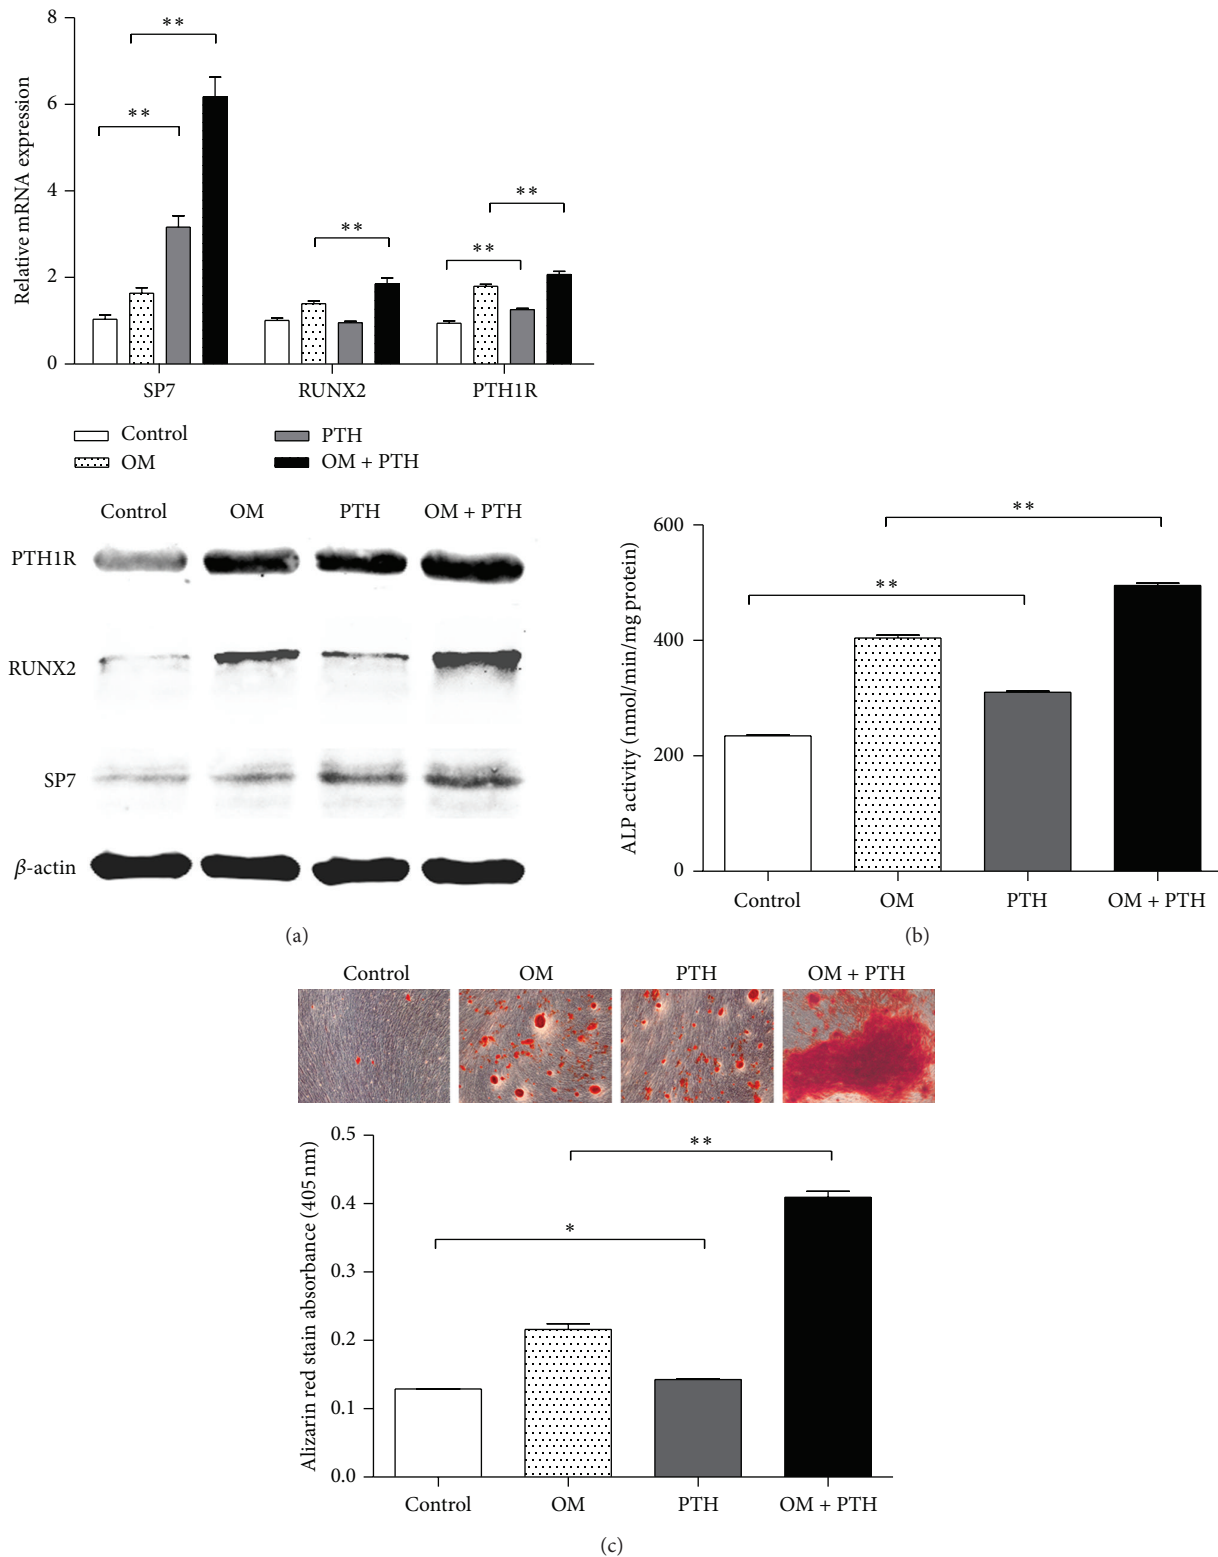 8
6
4
2
0
Relative mRNA expression
**
**
**
**
**
SP7 RUNX2 PTH1R
Control PTH
OM OM + PTH
Control OM PTH OM + PTH
PTH1R
RUNX2
SP7
β-actin
(a)
600
400
200
0
ALP activity (nmol/min/mg protein)
**
**
Control OM PTH OM + PTH
(b)
Control OM PTH OM + PTH
0.5
0.4
0.3
0.2
0.1
0.0
Alizarin red stain absorbance (405 nm)
**
*
Control OM PTH OM + PTH
(c)